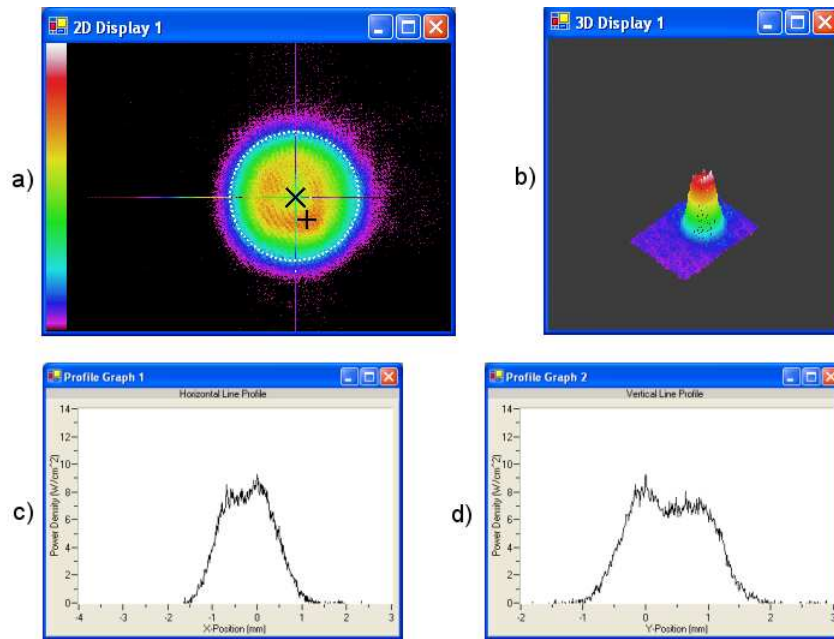 2D Display 1
3D Display 1
a)
b)
Profile Graph 1
Profile Graph 2
Horizontal Line Profile
Vertical Line Profile
14
12
10
8
6
4
2
0
Power Density (W/cm^2)
-4 -3 -2 -1 0 1 2 3
X-Position (mm)
c)
14
12
10
8
6
4
2
0
Power Density (W/cm^2)
-2 -1 0 1 2 3
Y-Position (mm)
d)